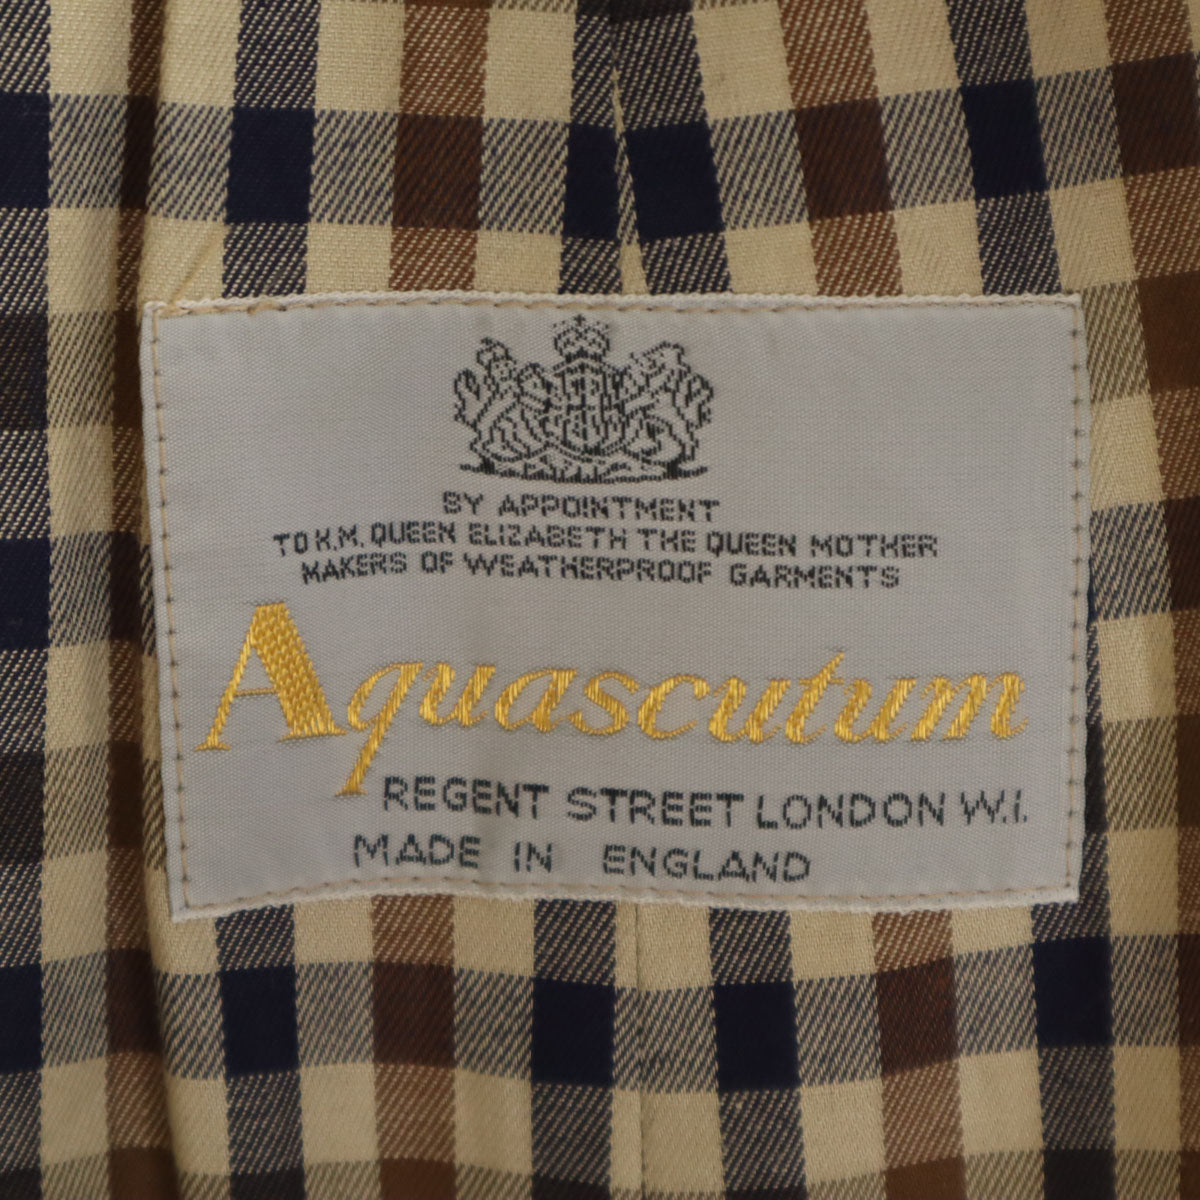 BY APPOINTMENT
TO H.M. QUEEN ELIZABETH THE QUEEN MOTHER
MAKERS OF WEATHERPROOF GARMENTS
Aquascutum
REGENT STREET LONDON W.I.
MADE IN ENGLAND